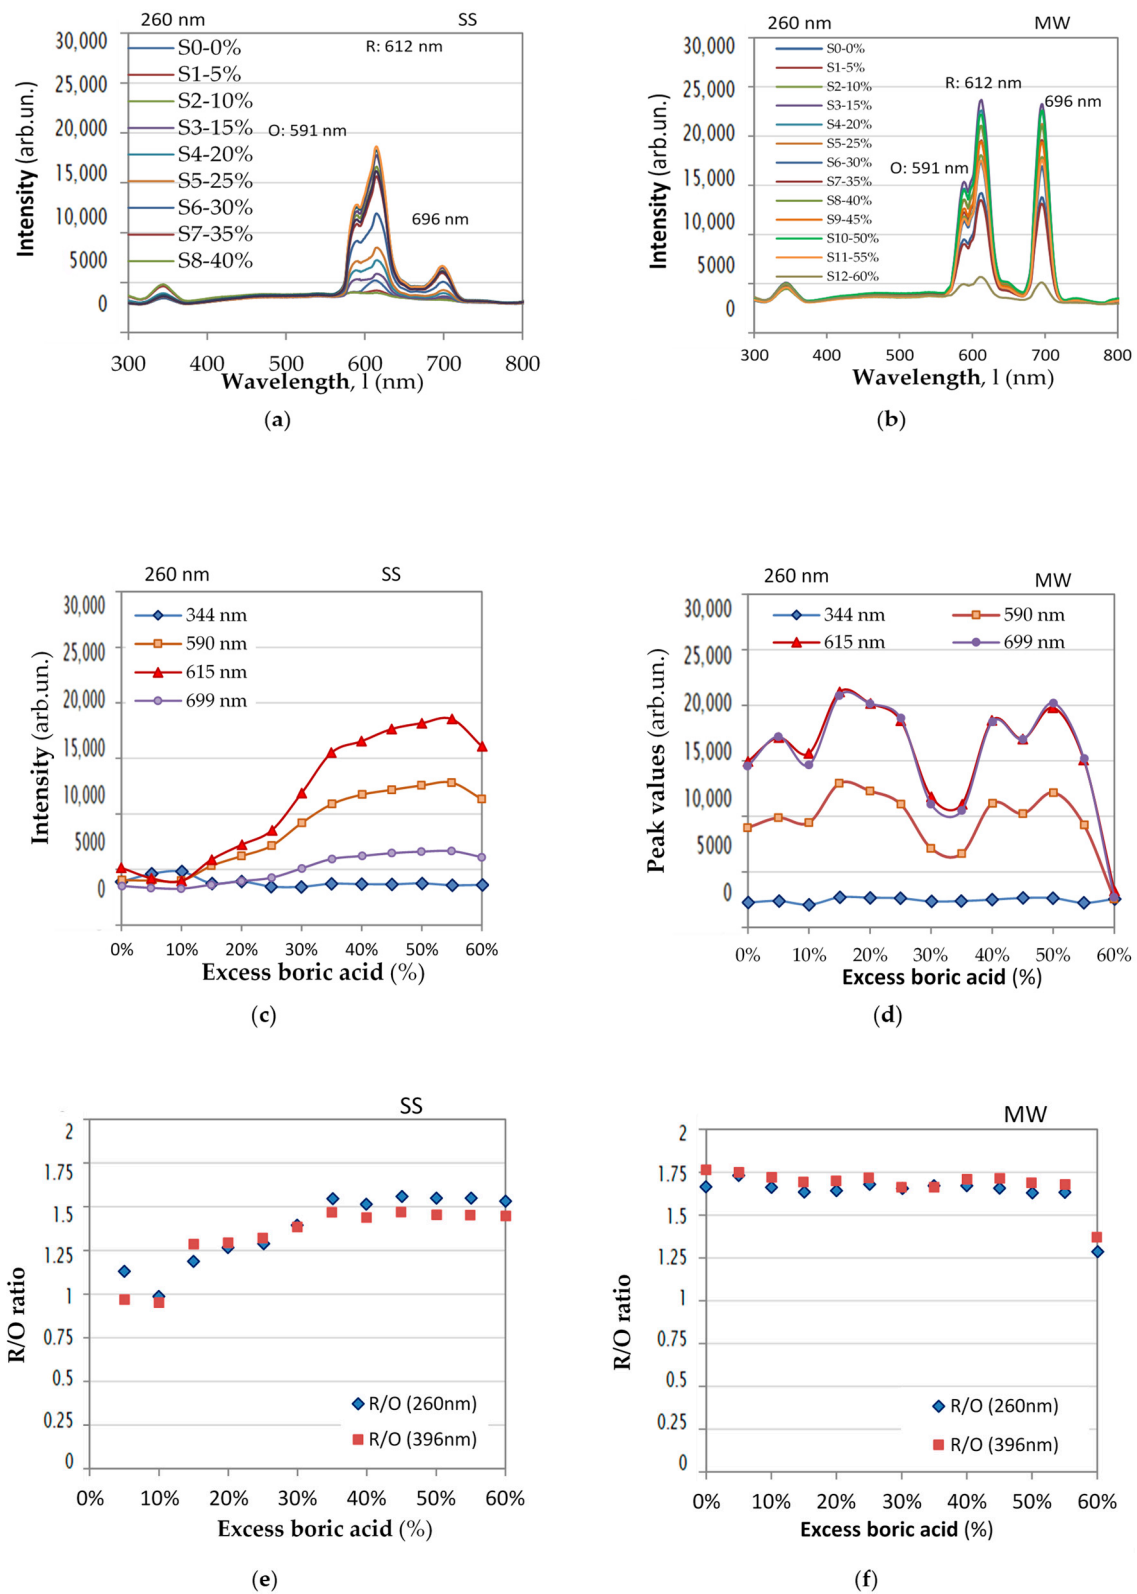 260 nm SS
30,000
25,000
20,000
15,000
10,000
5000
0
Intensity (arb.un.)
S0-0%
S1-5%
S2-10%
S3-15%
S4-20%
S5-25%
S6-30%
S7-35%
S8-40%
R: 612 nm
O: 591 nm
696 nm
300 400 500 600 700 800
Wavelength, l (nm)
(a)
260 nm MW
30,000
25,000
20,000
15,000
10,000
5000
0
Intensity (arb.un.)
S0-0%
S1-5%
S2-10%
S3-15%
S4-20%
S5-25%
S6-30%
S7-35%
S8-40%
S9-45%
S10-50%
S11-55%
S12-60%
R: 612 nm
696 nm
O: 591 nm
300 400 500 600 700 800
Wavelength, l (nm)
(b)
260 nm SS
30,000
25,000
20,000
15,000
10,000
5000
0
Intensity (arb.un.)
344 nm
590 nm
615 nm
699 nm
0% 10% 20% 30% 40% 50% 60%
Excess boric acid (%)
(c)
260 nm MW
30,000
25,000
20,000
15,000
10,000
5000
0
Peak values (arb.un.)
344 nm 590 nm
615 nm 699 nm
0% 10% 20% 30% 40% 50% 60%
Excess boric acid (%)
(d)
SS
2
1.75
1.5
1.25
1
0.75
0.5
0.25
0
R/O ratio
R/O (260nm)
R/O (396nm)
0% 10% 20% 30% 40% 50% 60%
Excess boric acid (%)
(e)
MW
2
1.75
1.5
1.25
1
0.75
0.5
0.25
0
R/O ratio
R/O (260nm)
R/O (396nm)
0% 10% 20% 30% 40% 50% 60%
Excess boric acid (%)
(f)